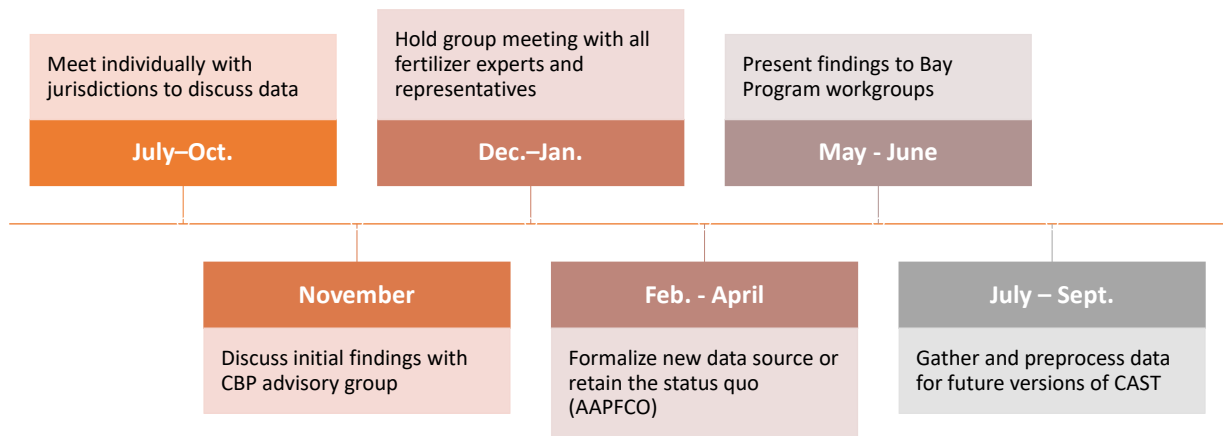 Meet individually with
jurisdictions to discuss data
July–Oct.
Hold group meeting with all
fertilizer experts and
representatives
Dec.–Jan.
Present findings to Bay
Program workgroups
May - June
November
Discuss initial findings with
CBP advisory group
Feb. - April
Formalize new data source or
retain the status quo
(AAPFCO)
July – Sept.
Gather and preprocess data
for future versions of CAST